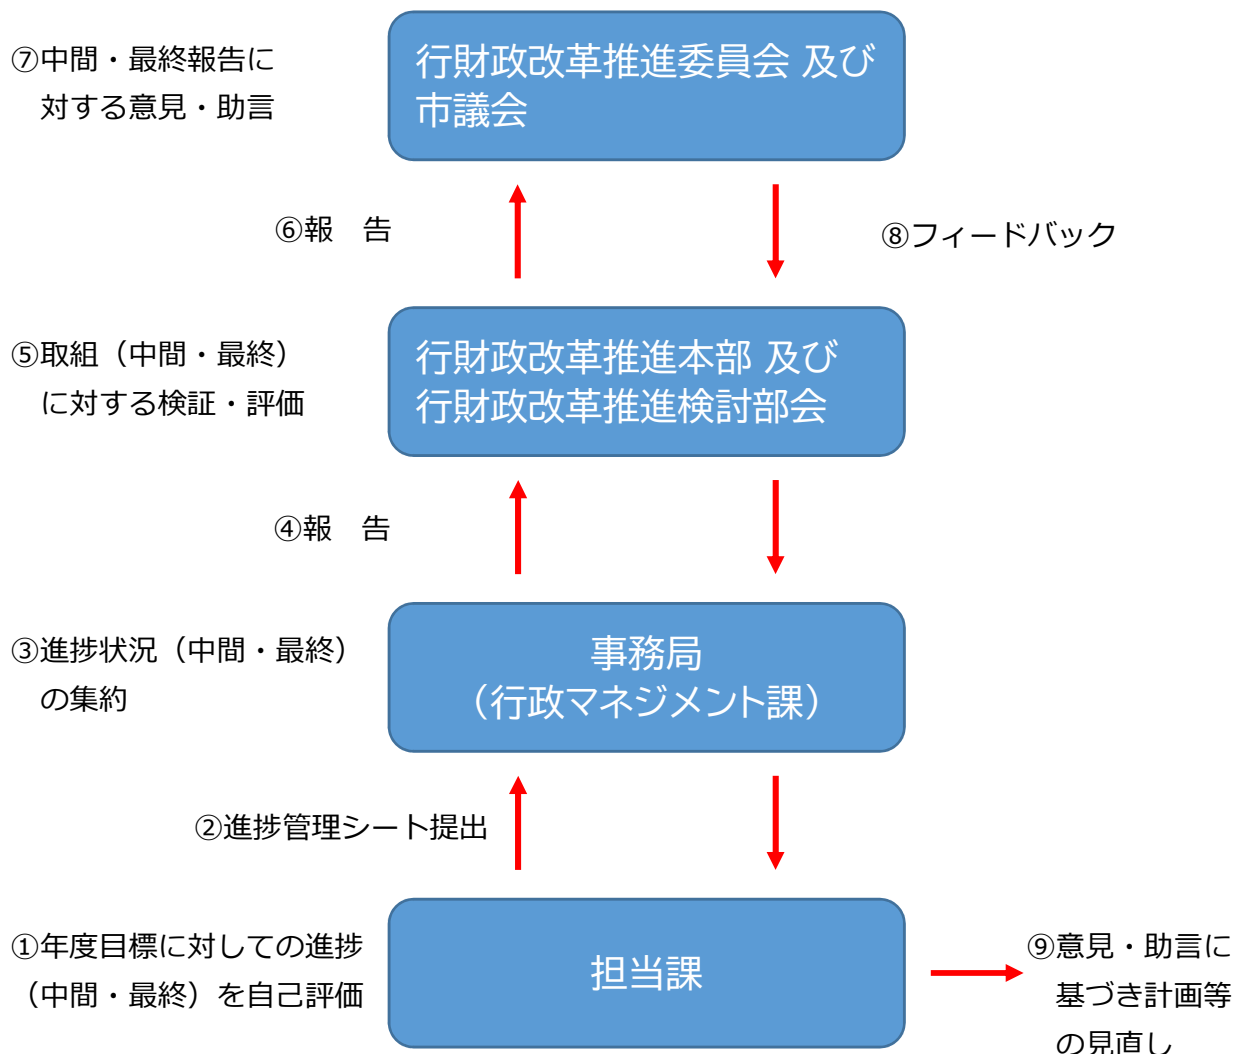 ⑦中間・最終報告に
対する意見・助言
行財政改革推進委員会 及び
市議会
⑥報　告
⑧フィードバック
⑤取組（中間・最終）
に対する検証・評価
行財政改革推進本部 及び
行財政改革推進検討部会
④報　告
③進捗状況（中間・最終）
の集約
事務局
（行政マネジメント課）
②進捗管理シート提出
①年度目標に対しての進捗
（中間・最終）を自己評価
担当課
⑨意見・助言に
基づき計画等
の見直し